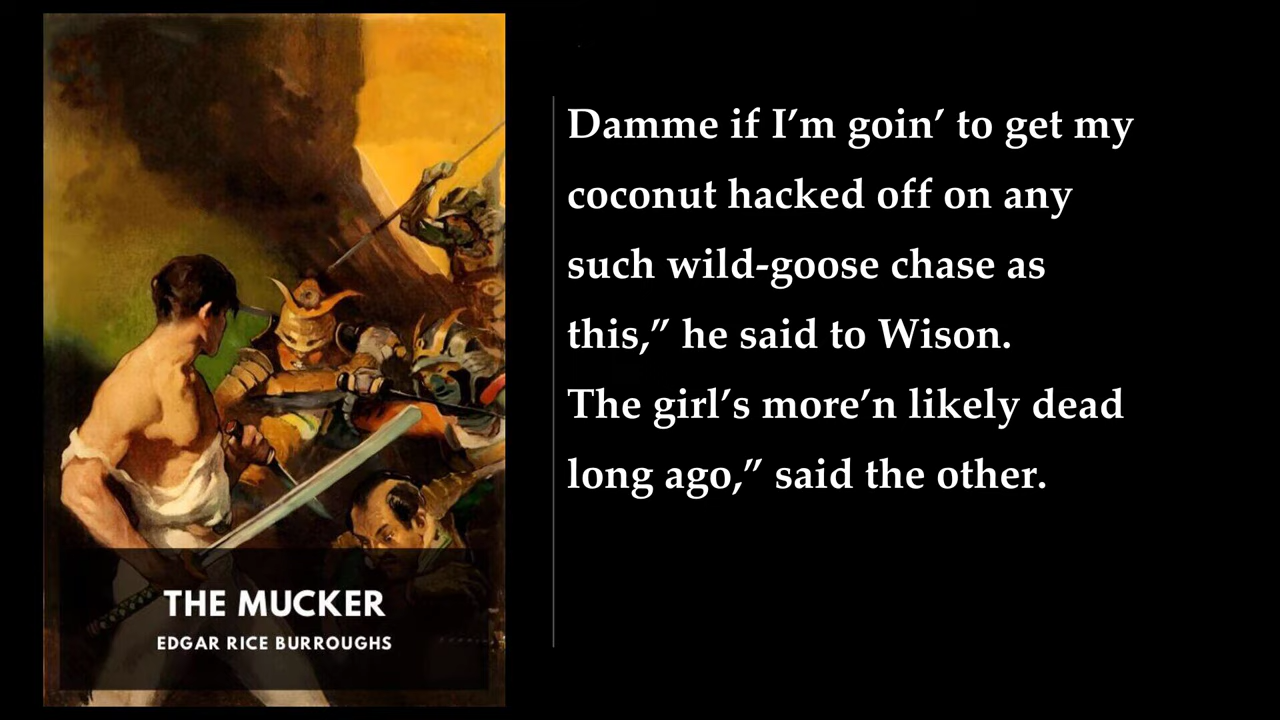 THE MUCKER
EDGAR RICE BURROUGHS
Damme if I’m goin’ to get my
coconut hacked off on any
such wild-goose chase as
this,” he said to Wison.
The girl’s more’n likely dead
long ago,” said the other.